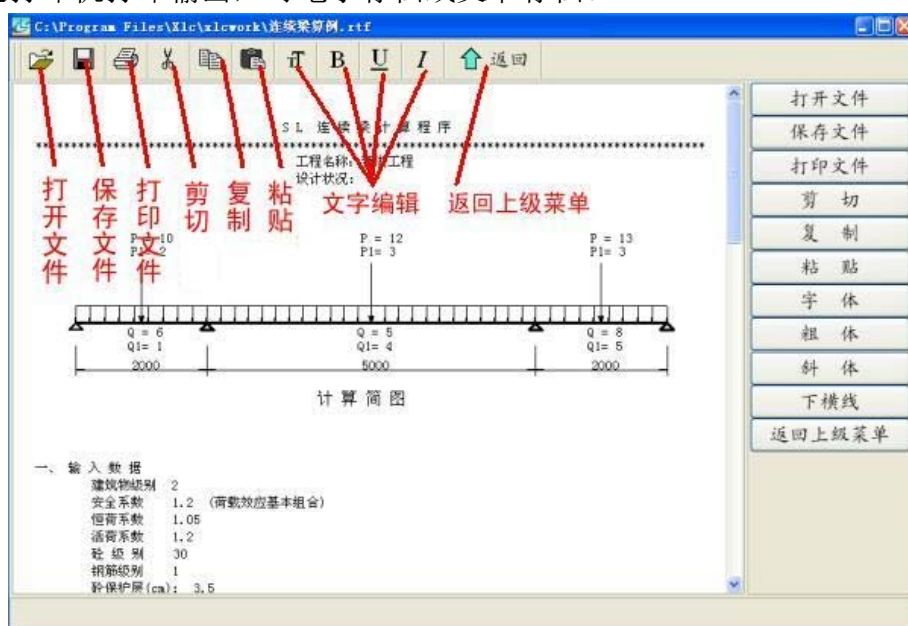 C:\Program Files\Xlc\xlcwork\连续梁算例.rtf
B U I 返回
SL 连续梁计算程序
工程名称:
设计状况:
打开文件
保存文件
打印文件
剪切
复制
粘贴
文字编辑
返回上级菜单
P = 12
P1= 3
P = 13
P1= 3
Q = 6
Q1= 1
Q = 5
Q1= 4
Q = 8
Q1= 5
2000
5000
2000
计算简图
一、 输入数据
建筑物级别 2
安全系数 1.2 (荷载效应基本组合)
恒荷系数 1.05
活荷系数 1.2
砼级别 30
钢筋级别 1
砼保护层(cm): 3.5
打开文件
保存文件
打印文件
剪 切
复 制
粘 贴
字 体
粗 体
斜 体
下横线
返回上级菜单